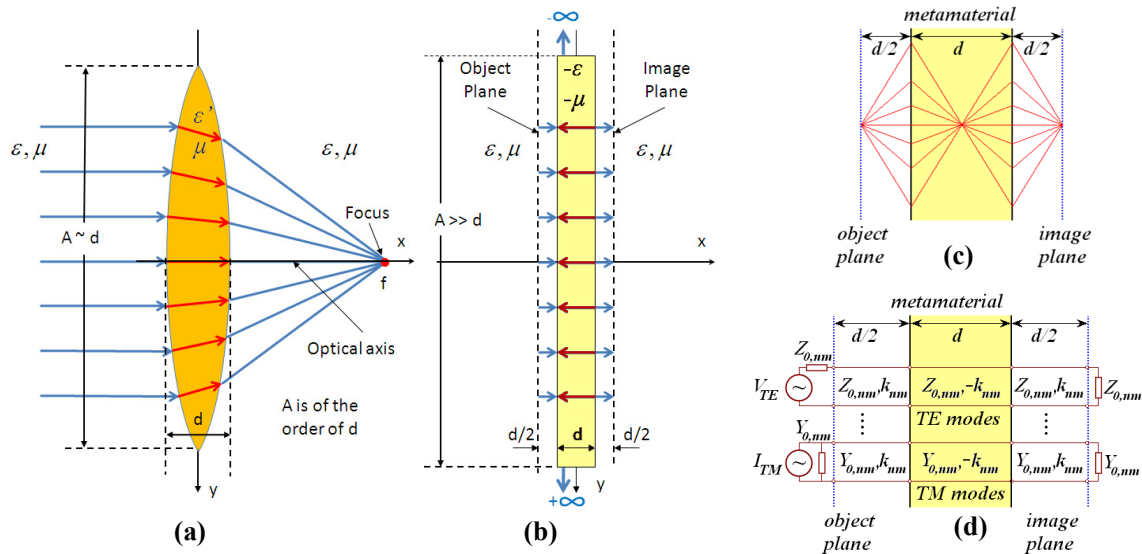 ε, μ
ε'
μ
ε, μ
A ~ d
Focus
x
f
Optical axis
A is of the
order of d
d
y
(a)
-∞
Object
Plane
-ε
-μ
Image
Plane
ε, μ
ε, μ
A >> d
x
d/2
d
d/2
+∞
y
(b)
metamaterial
d/2
d
d/2
object
plane
image
plane
(c)
metamaterial
d/2
d
d/2
Z0,nm
VTE
Z0,nm,knm
Z0,nm,-knm
Z0,nm,knm
Z0,nm
TE modes
Y0,nm
ITM
Y0,nm,knm
Y0,nm,-knm
Y0,nm,knm
Y0,nm
TM modes
object
plane
image
plane
(d)